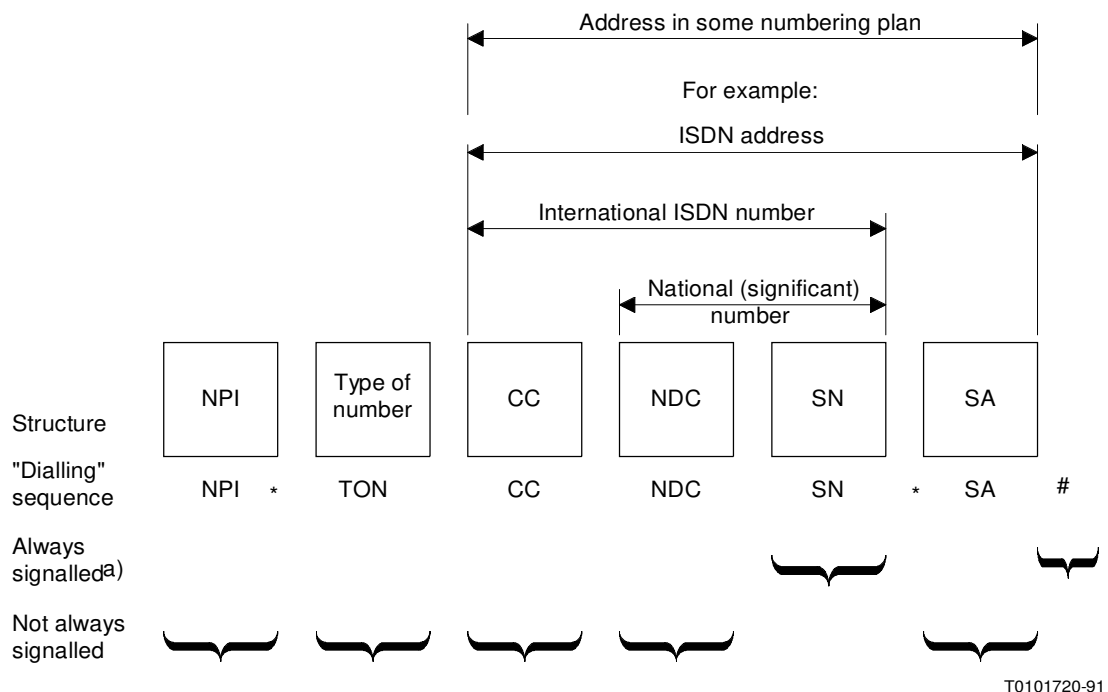 Address in some numbering plan
For example:
ISDN address
International ISDN number
National (significant)
number
NPI
Type of
number
CC
NDC
SN
SA
Structure
"Dialling"
sequence
NPI * TON CC NDC SN * SA #
Always
signalleda)
Not always
signalled
T0101720-91